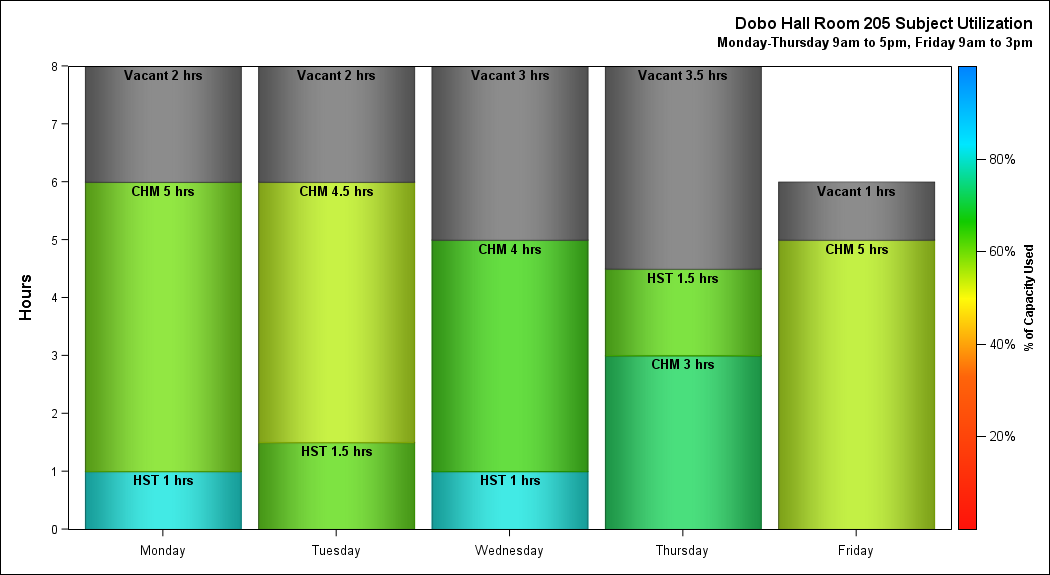 Dobo Hall Room 205 Subject Utilization
Monday-Thursday 9am to 5pm, Friday 9am to 3pm
Hours
8
7
6
5
4
3
2
1
0
Vacant 2 hrs
CHM 5 hrs
HST 1 hrs
Vacant 2 hrs
CHM 4.5 hrs
HST 1.5 hrs
Vacant 3 hrs
CHM 4 hrs
HST 1 hrs
Vacant 3.5 hrs
HST 1.5 hrs
CHM 3 hrs
Vacant 1 hrs
CHM 5 hrs
Monday Tuesday Wednesday Thursday Friday
80%
60%
40%
20%
% of Capacity Used